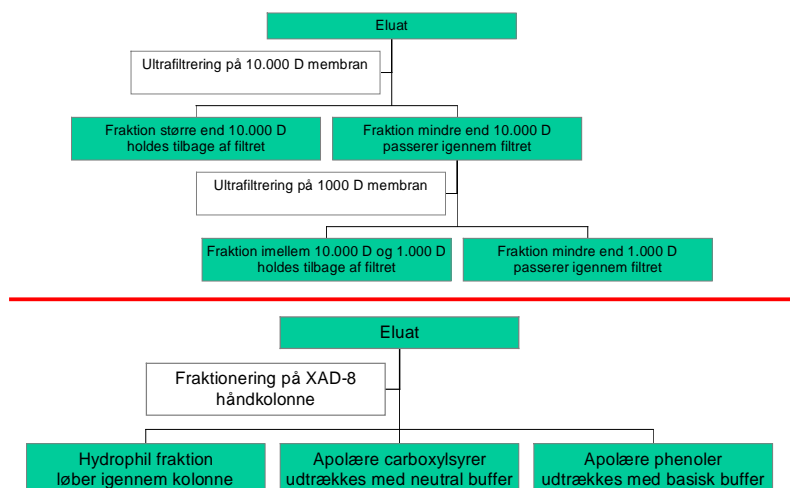 Eluat
Ultrafiltrering på 10.000 D membran
Fraktion større end 10.000 D
holdes tilbage af filtret
Fraktion mindre end 10.000 D
passerer igennem filtret
Ultrafiltrering på 1000 D membran
Fraktion imellem 10.000 D og 1.000 D
holdes tilbage af filtret
Fraktion mindre end 1.000 D
passerer igennem filtret
Eluat
Fraktionering på XAD-8
håndkolonne
Hydrophil fraktion
løber igennem kolonne
Apolære carboxylsyrer
udtrækkes med neutral buffer
Apolære phenoler
udtrækkes med basisk buffer